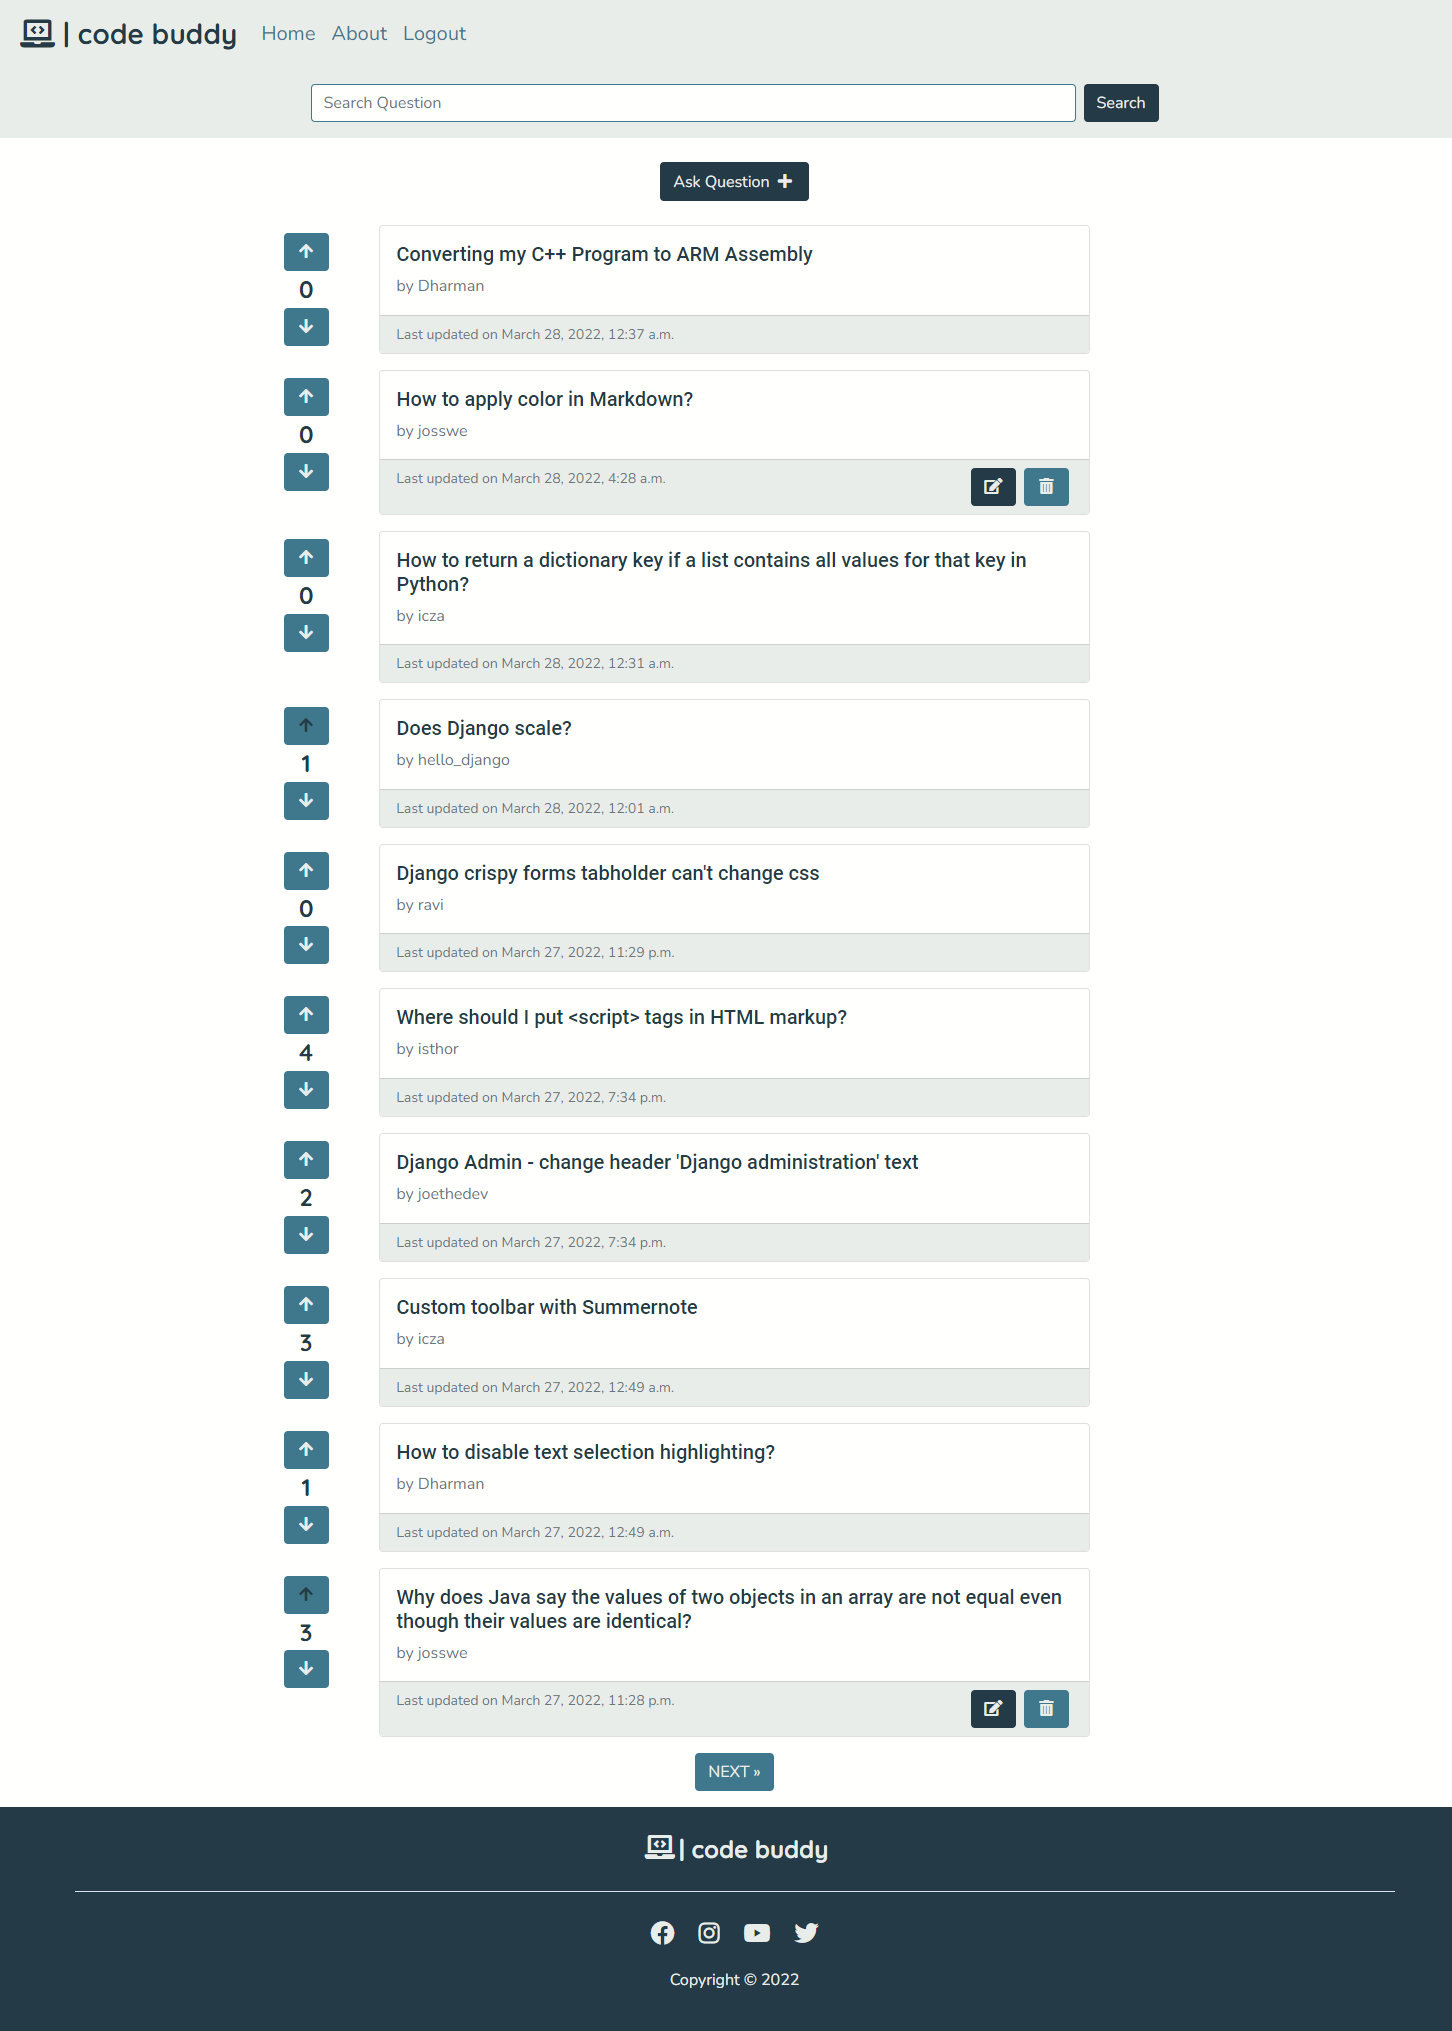 | code buddy Home About Logout
Search Question Search
Ask Question
Converting my C++ Program to ARM Assembly
by Dharman
0
Last updated on March 28, 2022, 12:37 a.m.
How to apply color in Markdown?
by josswe
0
Last updated on March 28, 2022, 4:28 a.m.
How to return a dictionary key if a list contains all values for that key in
Python?
0
by icza
Last updated on March 28, 2022, 12:31 a.m.
Does Django scale?
by hello_django
1
Last updated on March 28, 2022, 12:01 a.m.
Django crispy forms tabholder can't change css
by ravi
0
Last updated on March 27, 2022, 11:29 p.m.
Where should I put <script> tags in HTML markup?
by isthor
4
Last updated on March 27, 2022, 7:34 p.m.
Django Admin - change header 'Django administration' text
by joethedev
2
Last updated on March 27, 2022, 7:34 p.m.
Custom toolbar with Summernote
by icza
3
Last updated on March 27, 2022, 12:49 a.m.
How to disable text selection highlighting?
by Dharman
1
Last updated on March 27, 2022, 12:49 a.m.
Why does Java say the values of two objects in an array are not equal even
though their values are identical?
3
by josswe
Last updated on March 27, 2022, 11:28 p.m.
NEXT »
| code buddy
Copyright © 2022